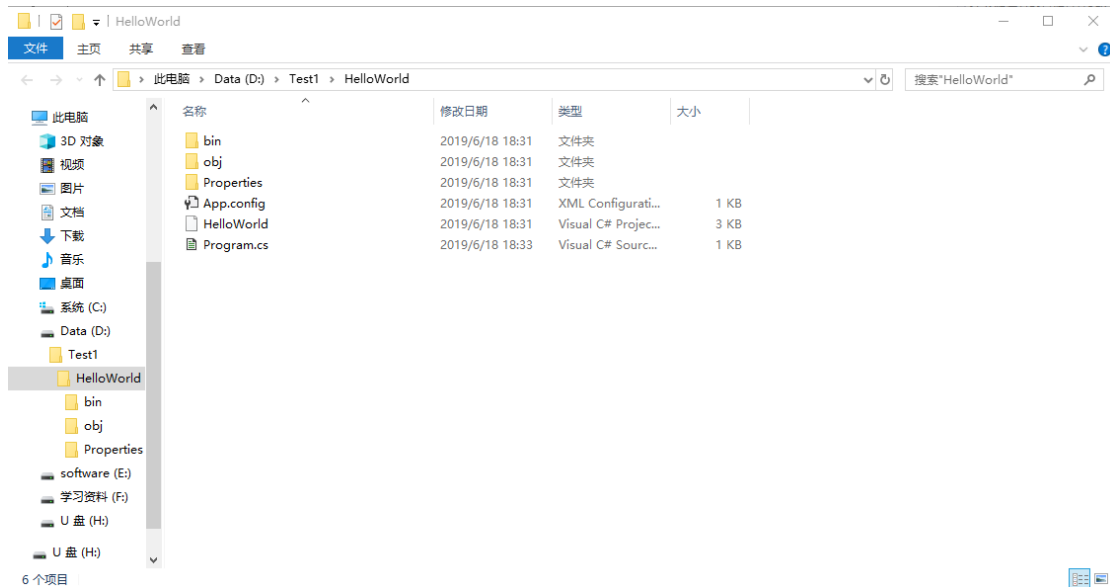 HelloWorld
文件 主页 共享 查看
此电脑 › Data (D:) › Test1 › HelloWorld 搜索"HelloWorld"
此电脑
3D 对象
视频
图片
文档
下载
音乐
桌面
系统 (C:)
Data (D:)
Test1
HelloWorld
bin
obj
Properties
software (E:)
学习资料 (F:)
U 盘 (H:)
U 盘 (H:)
名称 修改日期 类型 大小
bin 2019/6/18 18:31 文件夹
obj 2019/6/18 18:31 文件夹
Properties 2019/6/18 18:31 文件夹
App.config 2019/6/18 18:31 XML Configurati... 1 KB
HelloWorld 2019/6/18 18:31 Visual C# Projec... 3 KB
Program.cs 2019/6/18 18:33 Visual C# Sourc... 1 KB
6 个项目